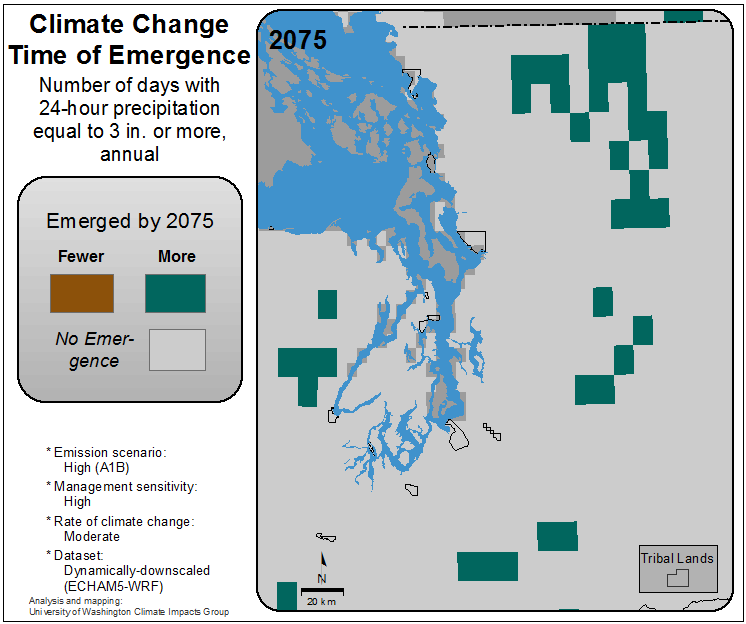 Climate Change
Time of Emergence
Number of days with
24-hour precipitation
equal to 3 in. or more,
annual
Emerged by 2075
Fewer
More
No Emer-
gence
* Emission scenario:
High (A1B)
* Management sensitivity:
High
* Rate of climate change:
Moderate
* Dataset:
Dynamically-downscaled
(ECHAM5-WRF)
Analysis and mapping:
University of Washington Climate Impacts Group
2075
N
20 km
Tribal Lands